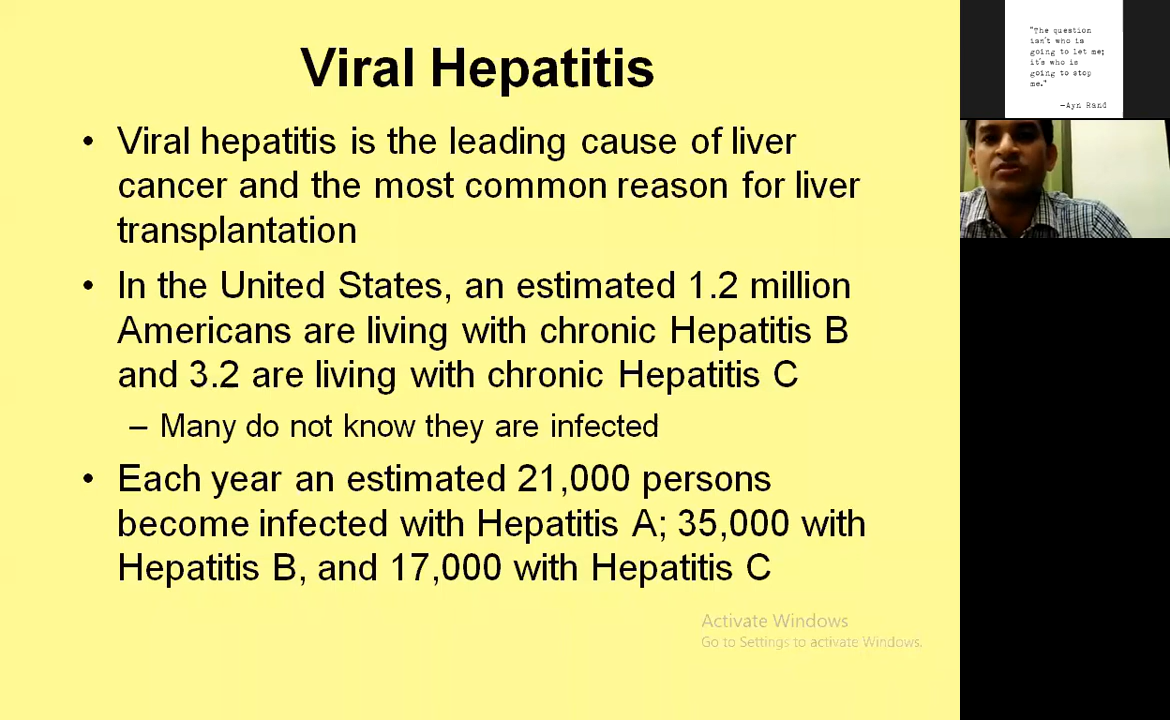 Viral Hepatitis
• Viral hepatitis is the leading cause of liver
cancer and the most common reason for liver
transplantation
• In the United States, an estimated 1.2 million
Americans are living with chronic Hepatitis B
and 3.2 are living with chronic Hepatitis C
– Many do not know they are infected
• Each year an estimated 21,000 persons
become infected with Hepatitis A; 35,000 with
Hepatitis B, and 17,000 with Hepatitis C
Activate Windows
Go to Settings to activate Windows.
"The question
isn't who is
going to let me;
it's who is
going to stop
me."
—Ayn Rand